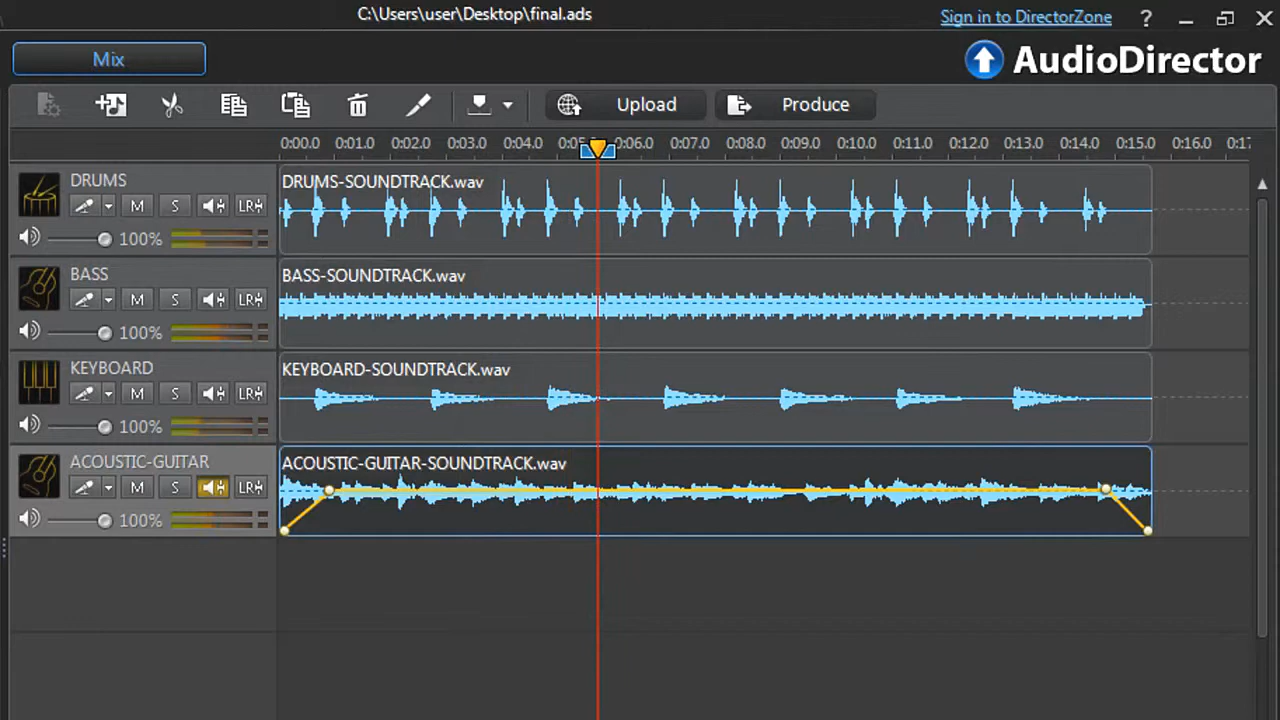 C:\Users\user\Desktop\final.ads
Sign in to DirectorZone ?
Mix
AudioDirector
Upload Produce
0:00.0 0:01.0 0:02.0 0:03.0 0:04.0 0:06.0 0:07.0 0:08.0 0:09.0 0:10.0 0:11.0 0:12.0 0:13.0 0:14.0 0:15.0 0:16.0
DRUMS
M S LR
100%
DRUMS-SOUNDTRACK.wav
BASS
M S LR
100%
BASS-SOUNDTRACK.wav
KEYBOARD
M S LR
100%
KEYBOARD-SOUNDTRACK.wav
ACOUSTIC-GUITAR
M S LR
100%
ACOUSTIC-GUITAR-SOUNDTRACK.wav